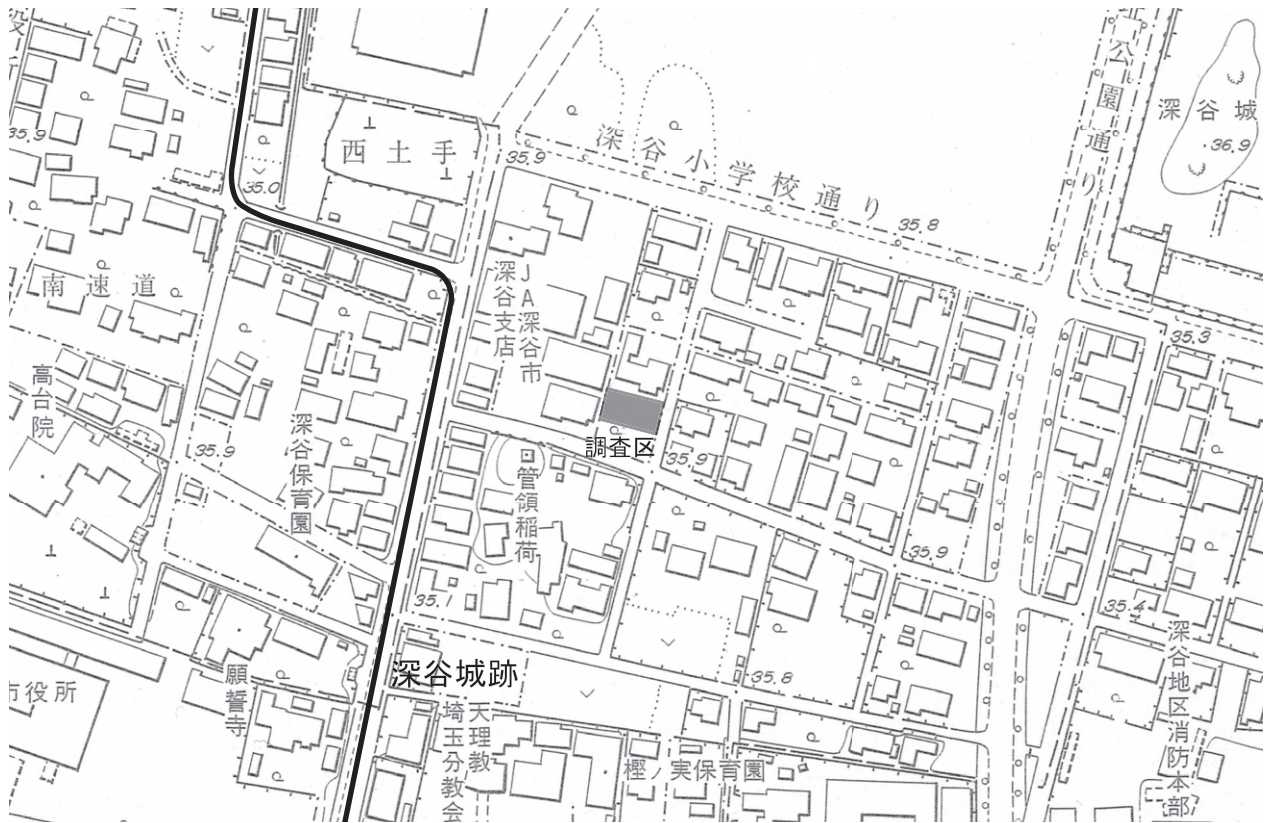 公園通り
深谷城
36.9
35.9
西土手
35.9
深谷小学校通り
35.8
35.0
南速道
JA深谷市
深谷支店
35.3
高台院
深谷保育園
35.9
調査区
35.9
管領稲荷
35.9
35.1
35.4
深谷城跡
35.8
市役所
願誓寺
天理教
埼玉分教会
樫ノ実保育園
深谷地区消防本部